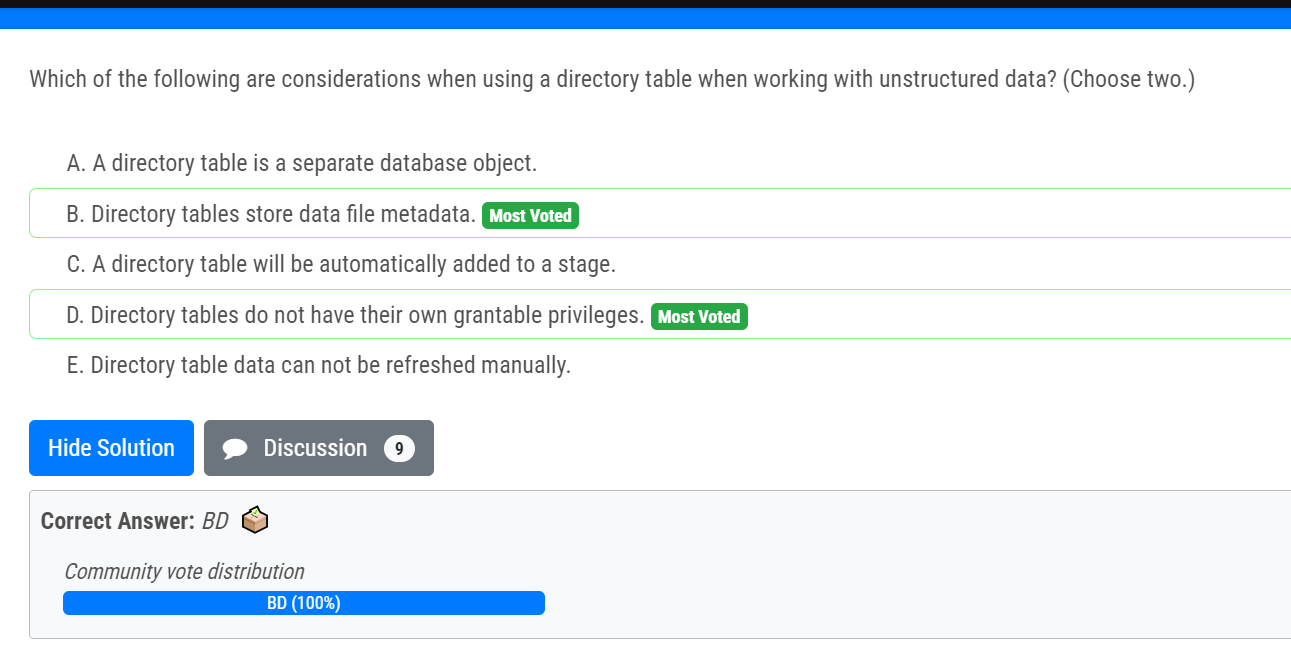 Which of the following are considerations when using a directory table when working with unstructured data? (Choose two.)
A. A directory table is a separate database object.
B. Directory tables store data file metadata. Most Voted
C. A directory table will be automatically added to a stage.
D. Directory tables do not have their own grantable privileges. Most Voted
E. Directory table data can not be refreshed manually.
Hide Solution Discussion 9
Correct Answer: BD
Community vote distribution
BD (100%)